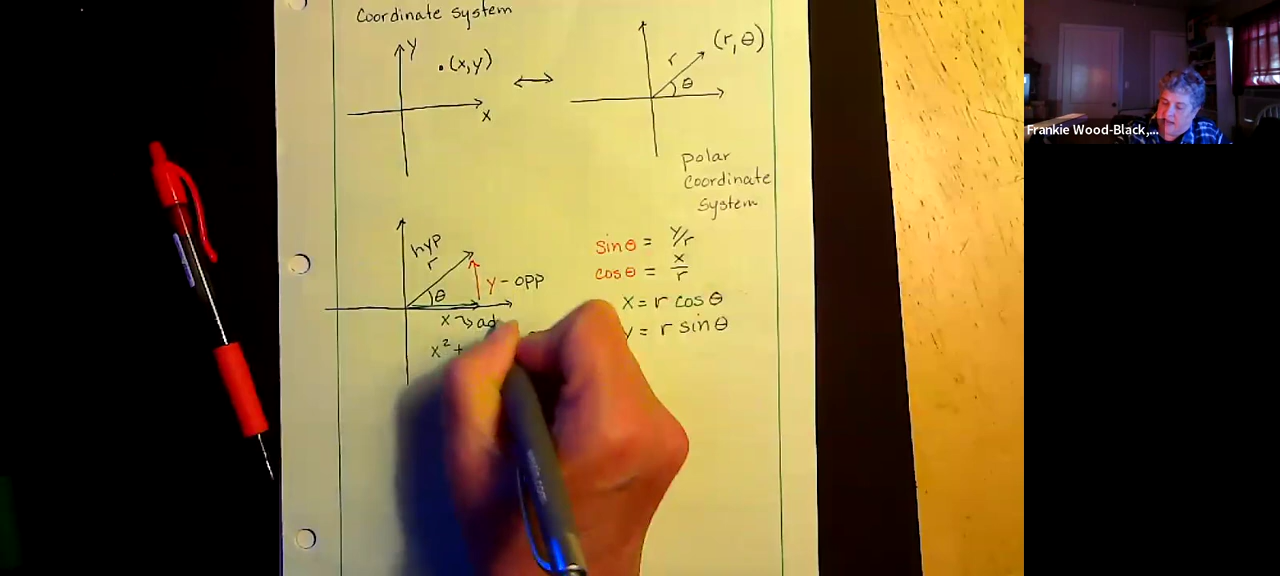 Coordinate system
y
.(x,y)
x
r
(r,θ)
θ
polar
coordinate
system
hyp
r
θ
y-opp
x
x² +
sinθ = y/r
cosθ = x/r
x = r cosθ
y = r sinθ
Frankie Wood-Black,...